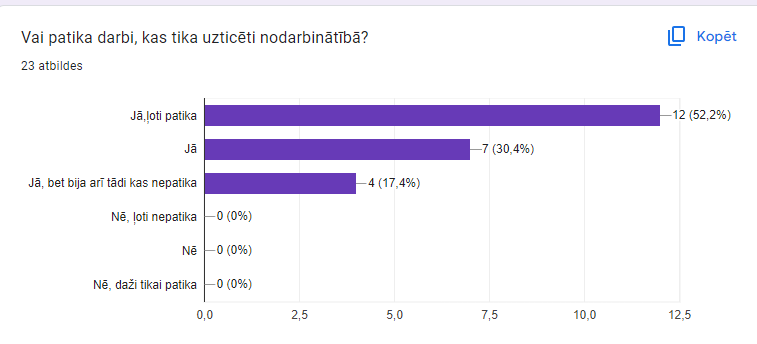 Vai patika darbi, kas tika uzticēti nodarbinātībā?
Kopēt
23 atbildes
Jā,ļoti patika 12 (52,2%)
Jā 7 (30,4%)
Jā, bet bija arī tādi kas nepatika 4 (17,4%)
Nē, ļoti nepatika 0 (0%)
Nē 0 (0%)
Nē, daži tikai patika 0 (0%)
0,0 2,5 5,0 7,5 10,0 12,5